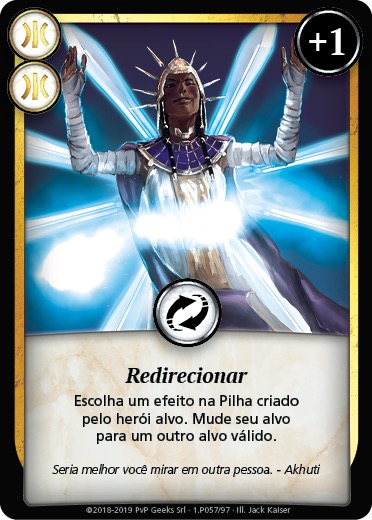 +1
Redirecionar
Escolha um efeito na Pilha criado
pelo herói alvo. Mude seu alvo
para um outro alvo válido.
Seria melhor você mirar em outra pessoa. - Akhuti
©2018-2019 PvP Geeks Srl · 1.P057/97 · Ill. Jack Kaiser